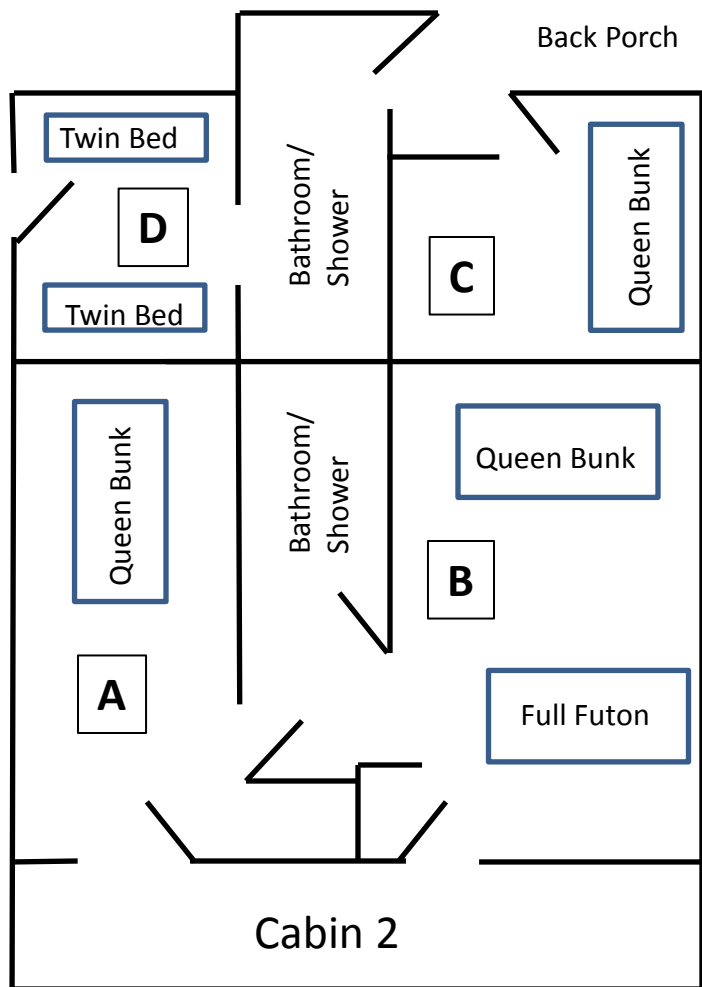 Back Porch
Twin Bed
D
Twin Bed
Bathroom/
Shower
C
Queen Bunk
Queen Bunk
A
Bathroom/
Shower
Queen Bunk
B
Full Futon
Cabin 2